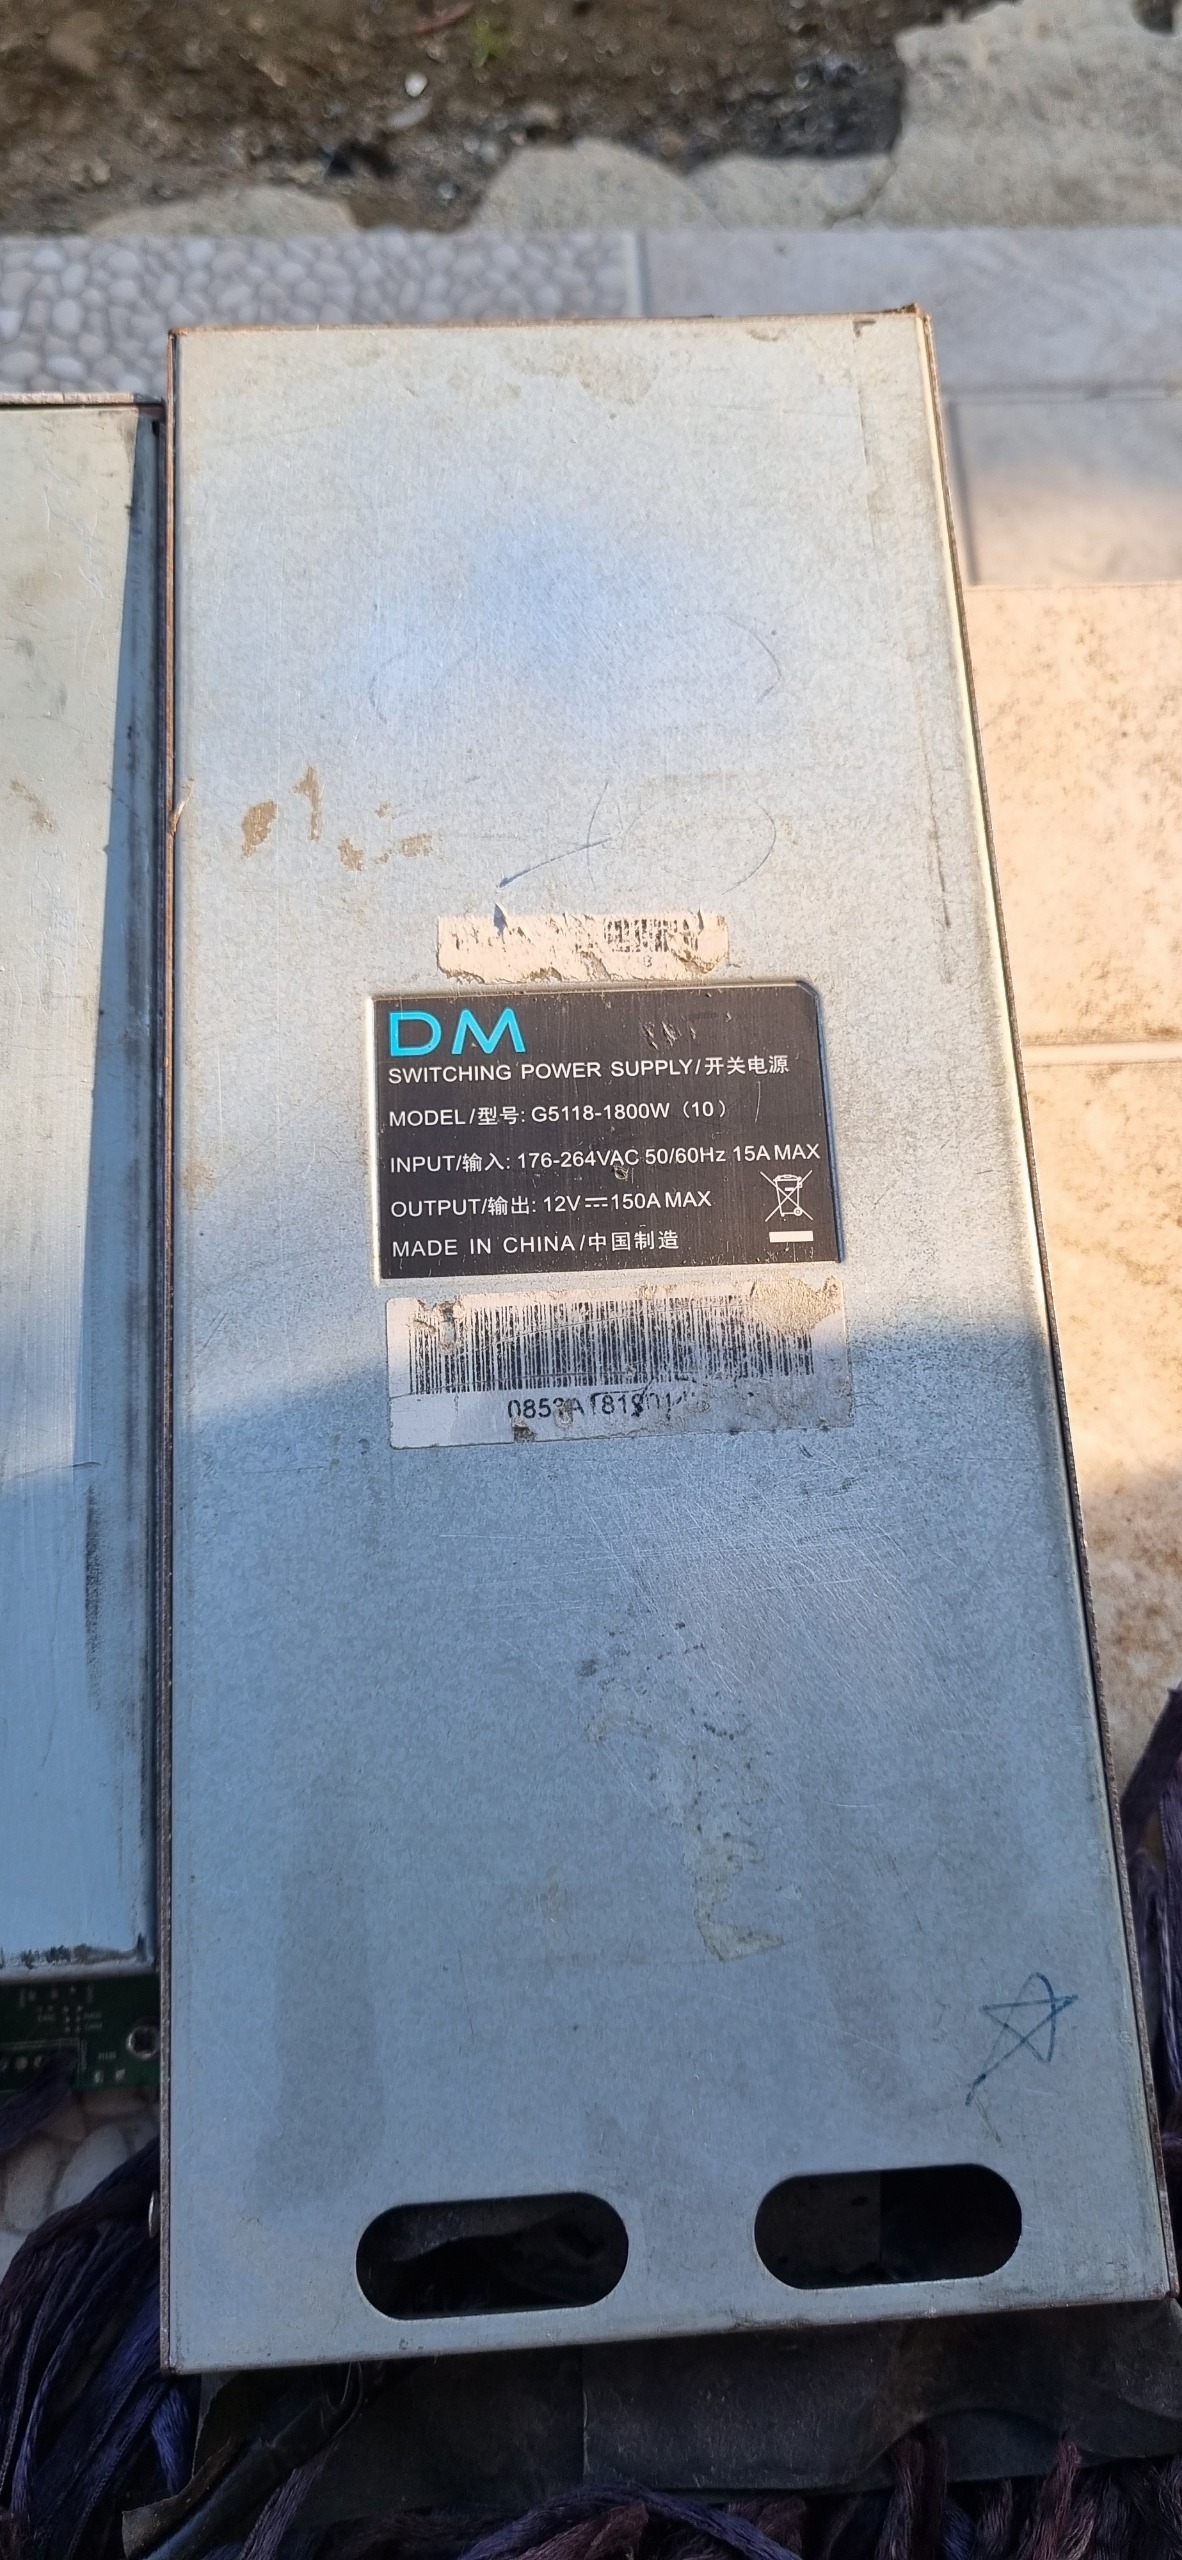 DM
SWITCHING POWER SUPPLY/开关电源
MODEL/型号: G5118-1800W（10）
INPUT/输入: 176-264VAC 50/60Hz 15A MAX
OUTPUT/输出: 12V⎓150A MAX
MADE IN CHINA/中国制造